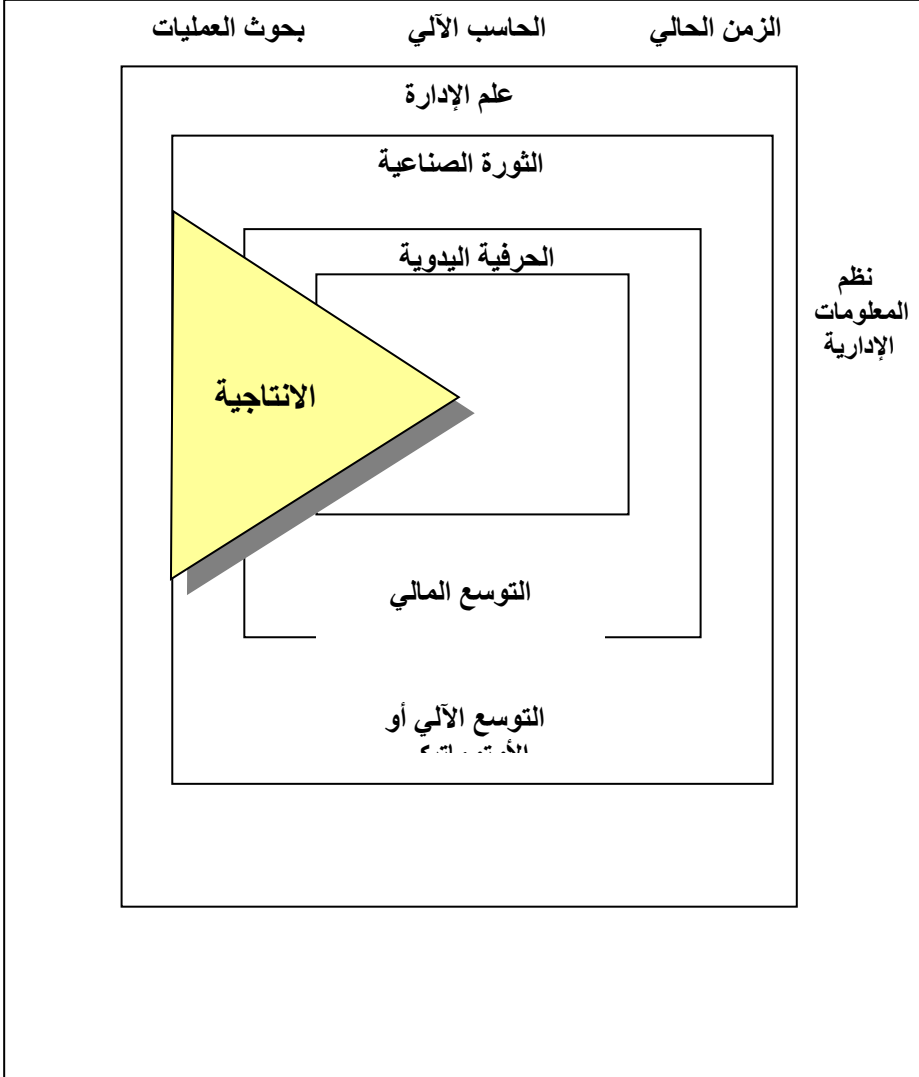 الزمن الحالي الحاسب الآلي بحوث العمليات
علم الإدارة
الثورة الصناعية
الحرفية اليدوية
نظم
المعلومات
الإدارية
الانتاجية
التوسع المالي
التوسع الآلي أو